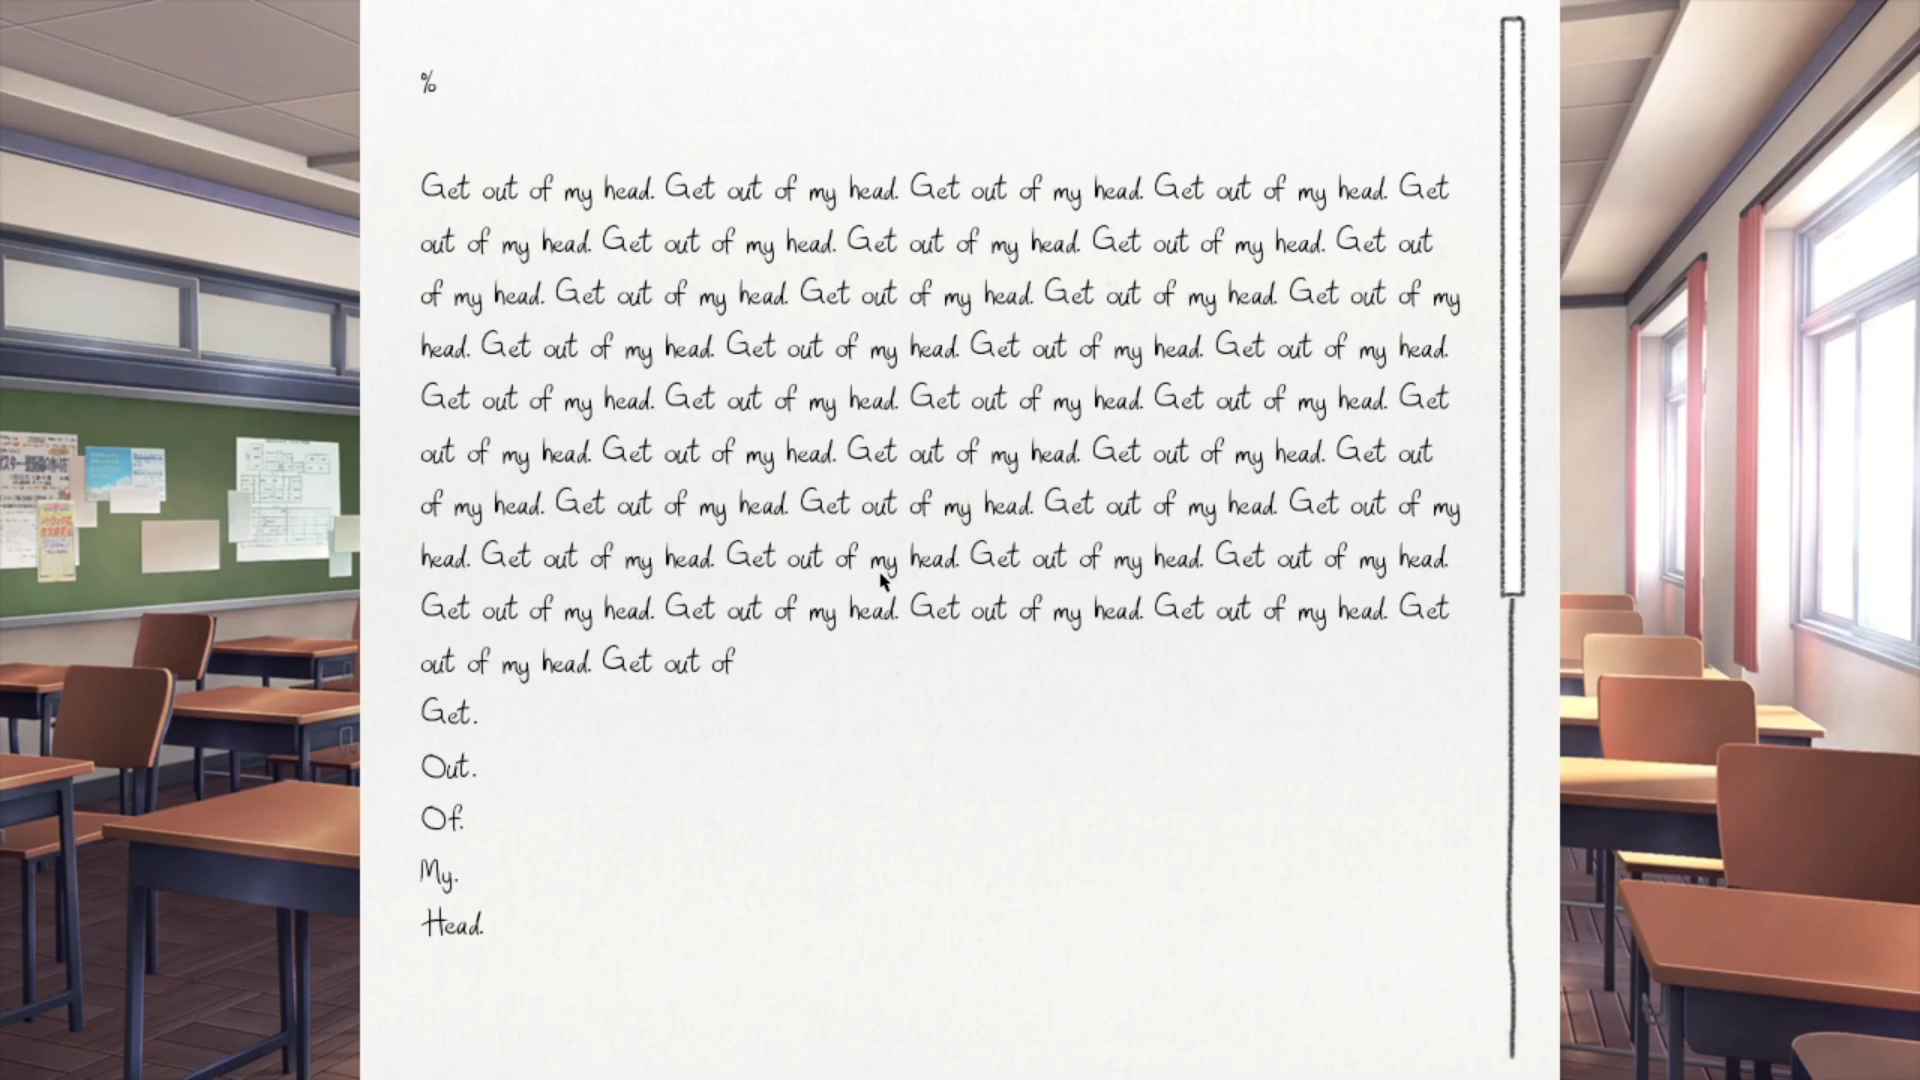 %
Get out of my head. Get out of my head. Get out of my head. Get out of my head. Get
out of my head. Get out of my head. Get out of my head. Get out of my head. Get out
of my head. Get out of my head. Get out of my head. Get out of my head. Get out of my
head. Get out of my head. Get out of my head. Get out of my head. Get out of my head.
Get out of my head. Get out of my head. Get out of my head. Get out of my head. Get
out of my head. Get out of my head. Get out of my head. Get out of my head. Get out
of my head. Get out of my head. Get out of my head. Get out of my head. Get out of my
head. Get out of my head. Get out of my head. Get out of my head. Get out of my head.
Get out of my head. Get out of my head. Get out of my head. Get out of my head. Get
out of my head. Get out of
Get.
Out.
Of.
My.
Head.